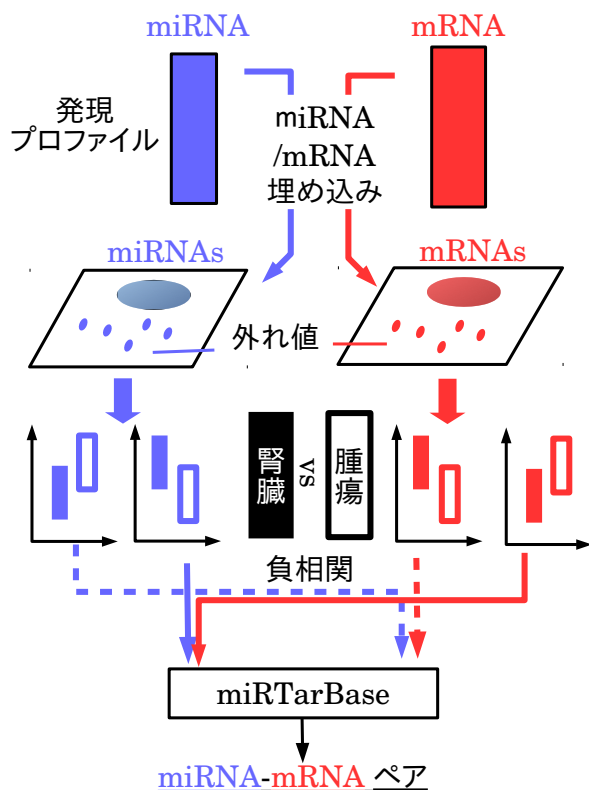 miRNA
mRNA
発現
プロファイル
miRNA
/mRNA
埋め込み
miRNAs
mRNAs
外れ値
腎臓
vs
腫瘍
負相関
miRTarBase
miRNA-mRNA ペア